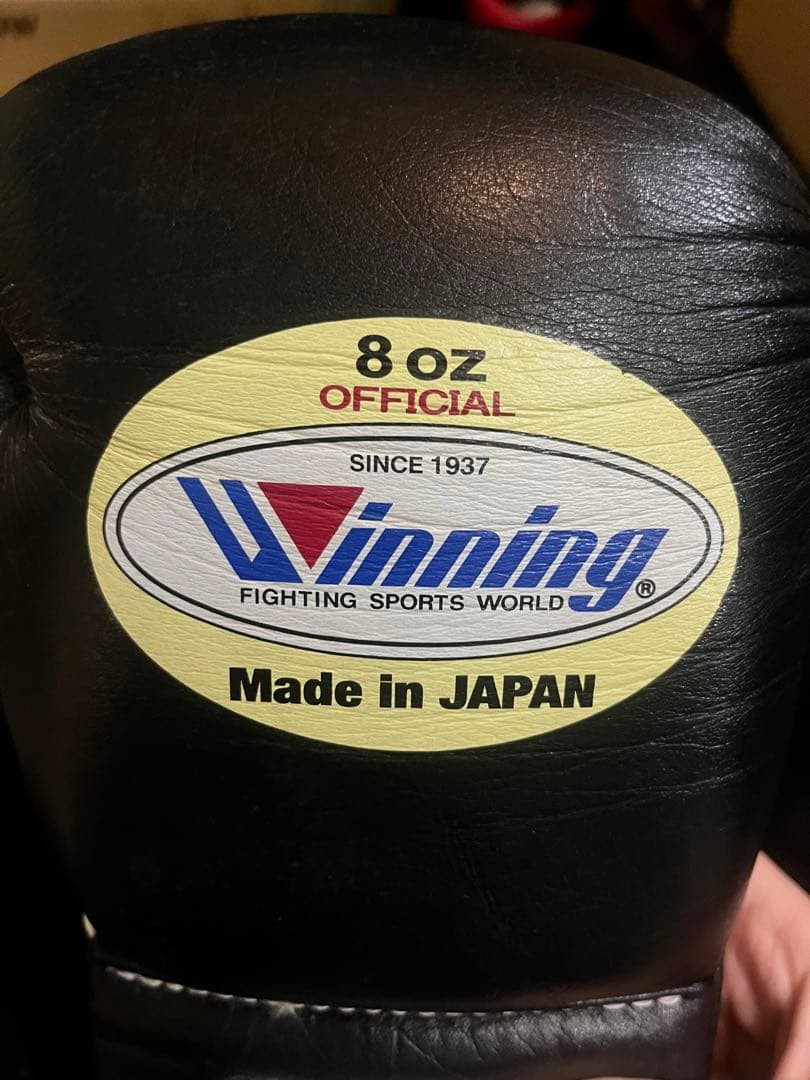 8 oz
OFFICIAL
SINCE 1937
Winning®
FIGHTING SPORTS WORLD
Made in JAPAN